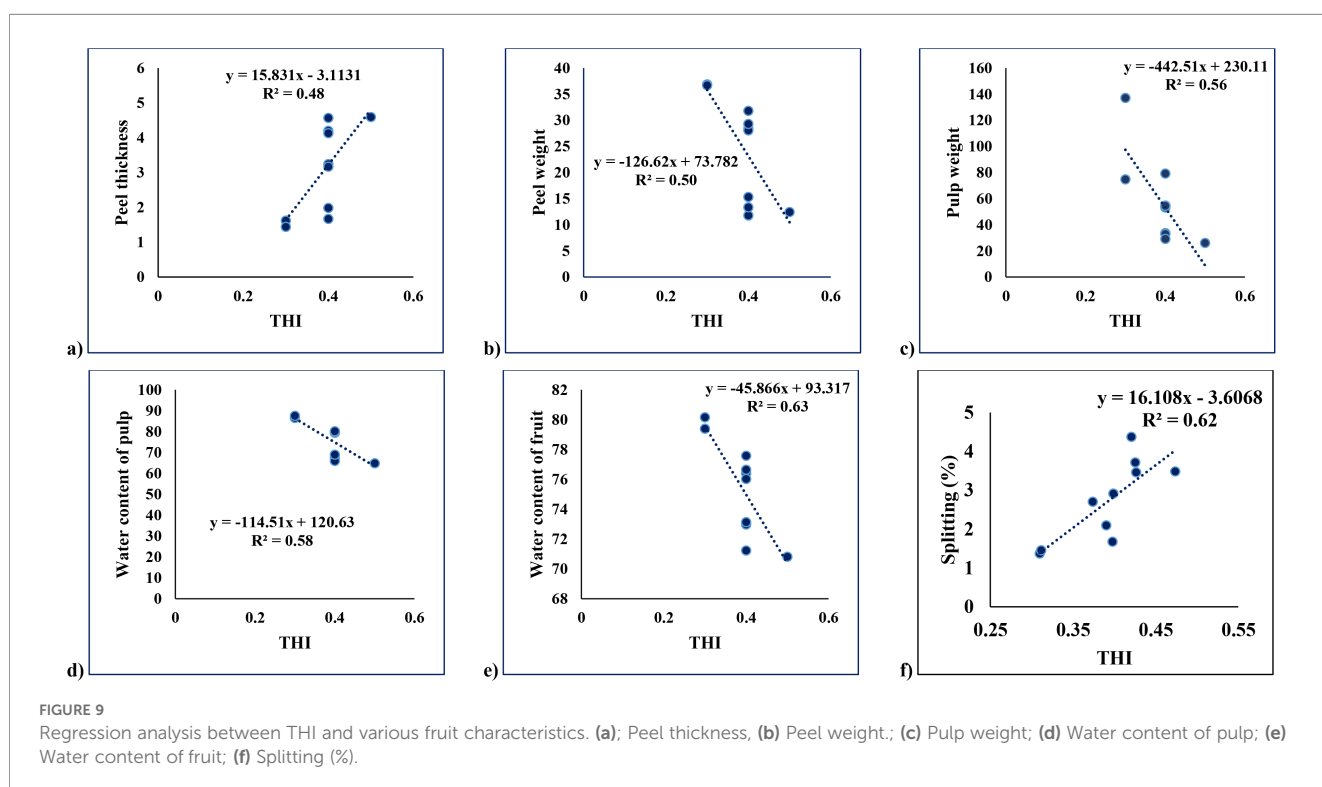 6
5
4
3
2
1
0
Peel thickness
y = 15.831x - 3.1131
R² = 0.48
0 0.2 0.4 0.6
THI
a)
40
35
30
25
20
15
10
5
0
Peel weight
y = -126.62x + 73.782
R² = 0.50
0 0.2 0.4 0.6
THI
b)
160
140
120
100
80
60
40
20
0
Pulp weight
y = -442.51x + 230.11
R² = 0.56
0 0.2 0.4 0.6
THI
c)
100
90
80
70
60
50
40
30
20
10
0
Water content of pulp
y = -114.51x + 120.63
R² = 0.58
0 0.2 0.4 0.6
THI
d)
82
80
78
76
74
72
70
68
Water content of fruit
y = -45.866x + 93.317
R² = 0.63
0 0.2 0.4 0.6
THI
e)
5
4
3
2
1
0
Splitting (%)
y = 16.108x - 3.6068
R² = 0.62
0.25 0.35 0.45 0.55
THI
f)
FIGURE 9
Regression analysis between THI and various fruit characteristics. (a); Peel thickness, (b) Peel weight.; (c) Pulp weight; (d) Water content of pulp; (e)
Water content of fruit; (f) Splitting (%).